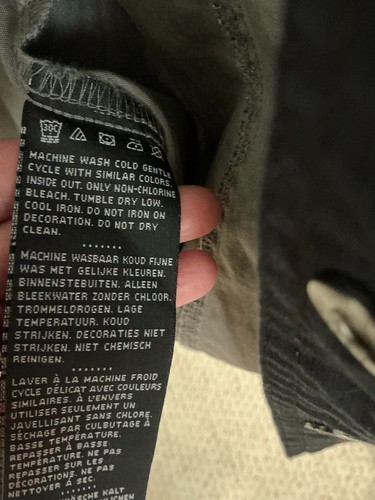 30C
MACHINE WASH COLD GENTLE
CYCLE WITH SIMILAR COLORS.
INSIDE OUT. ONLY NON-CHLORINE
BLEACH. TUMBLE DRY LOW.
COOL IRON. DO NOT IRON ON
DECORATION. DO NOT DRY
CLEAN.
.......
MACHINE WASBAAR KOUD FIJNE
WAS MET GELIJKE KLEUREN.
BINNENSTEBUITEN. ALLEEN
BLEEKWATER ZONDER CHLOOR.
TROMMELDROGEN. LAGE
TEMPERATUUR. KOUD
STRIJKEN. DECORATIES NIET
STRIJKEN. NIET CHEMISCH
REINIGEN.
.......
LAVER À LA MACHINE FROID
CYCLE DÉLICAT AVEC COULEURS
SIMILAIRES. À L'ENVERS
UTILISER SEULEMENT UN
JAVELLISANT SANS CHLORE.
SÉCHAGE PAR CULBUTAGE À
BASSE TEMPÉRATURE.
REPASSER À BASSE
TEMPÉRATURE. NE PAS
REPASSER SUR LES
DÉCORATIONS. NE PAS
NETTOYER À SEC.
.......
KALT